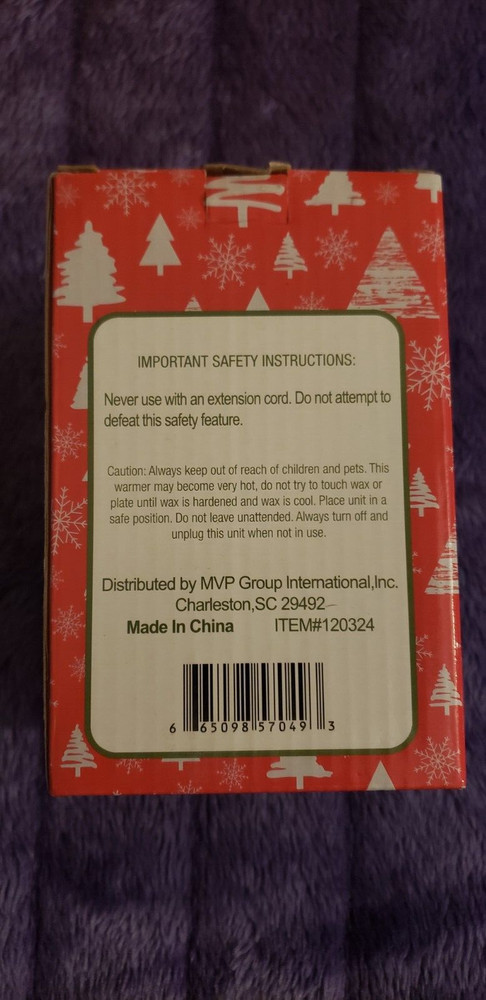 IMPORTANT SAFETY INSTRUCTIONS:
Never use with an extension cord. Do not attempt to
defeat this safety feature.
Caution: Always keep out of reach of children and pets. This
warmer may become very hot, do not try to touch wax or
plate until wax is hardened and wax is cool. Place unit in a
safe position. Do not leave unattended. Always turn off and
unplug this unit when not in use.
Distributed by MVP Group International,Inc.
Charleston,SC 29492
Made In China ITEM#120324
6 65098 57049 3